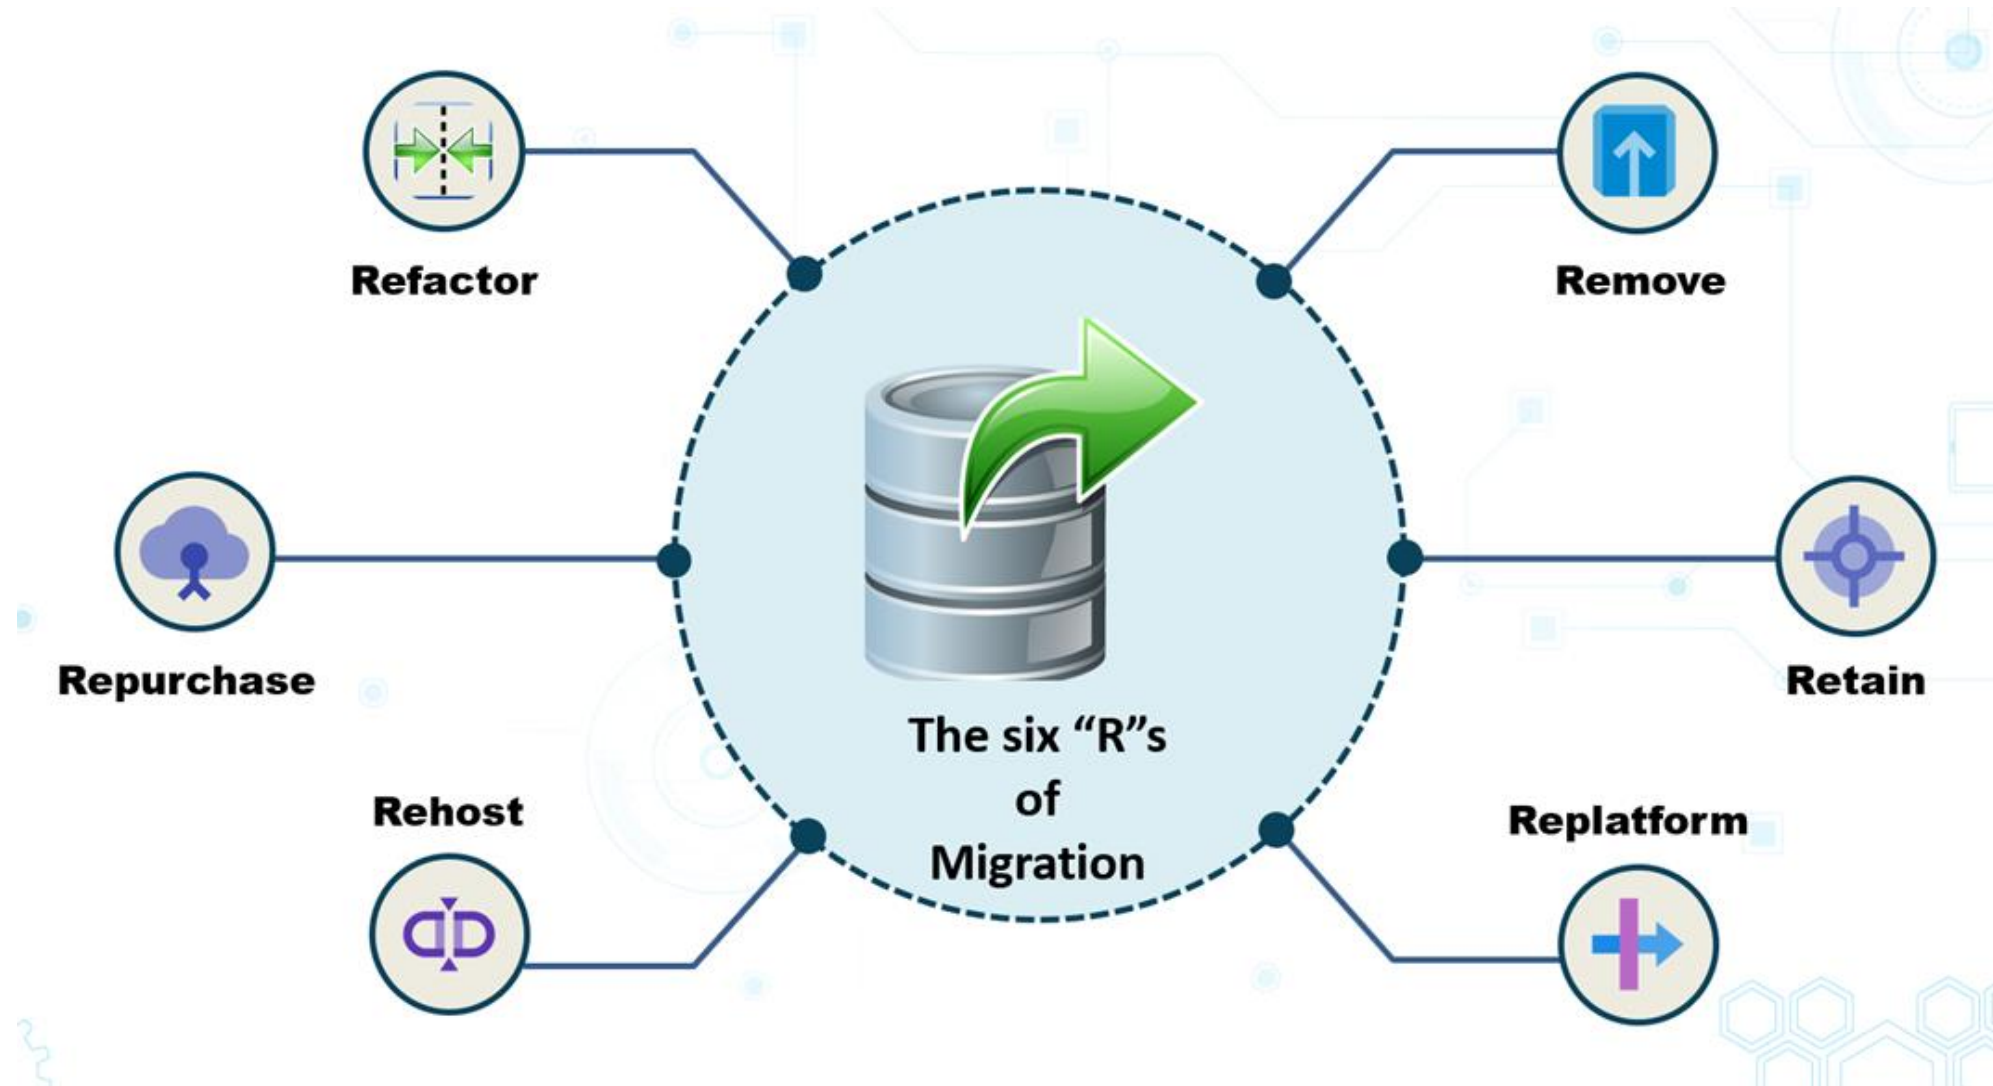 Refactor
Remove
Repurchase
Retain
The six “R”s
of
Migration
Rehost
Replatform